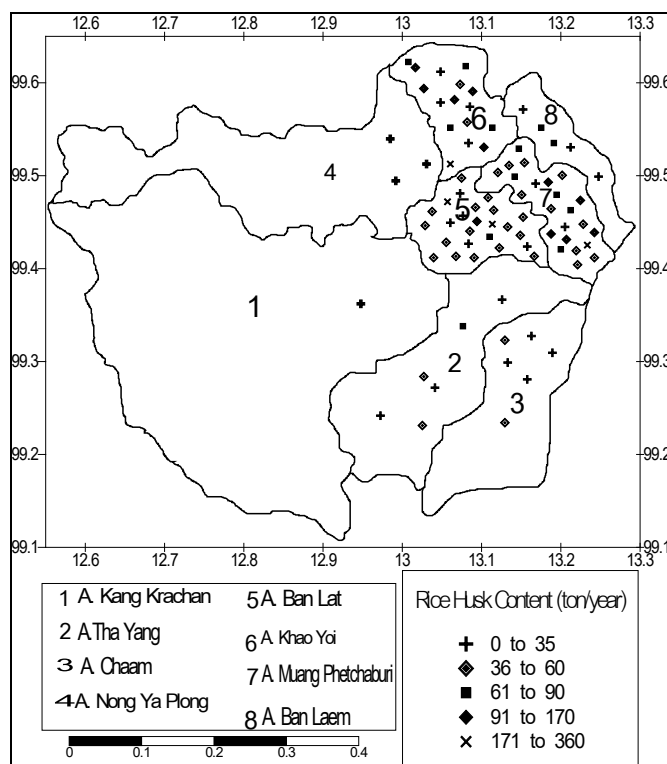 12.6 12.7 12.8 12.9 13 13.1 13.2 13.3
99.6 99.6
8
6
99.5 4 99.5
7
5
99.4 99.4
1
2
99.3 99.3
3
99.2 99.2
99.1 99.1
12.6 12.7 12.8 12.9 13 13.1 13.2 13.3
1 A. Kang Krachan
2 A.Tha Yang
3 A. Chaam
4 A. Nong Ya Plong
5 A. Ban Lat
6 A. Khao Yoi
7 A. Muang Phetchaburi
8 A. Ban Laem
0 0.1 0.2 0.3 0.4
Rice Husk Content (ton/year)
0 to 35
36 to 60
61 to 90
91 to 170
171 to 360